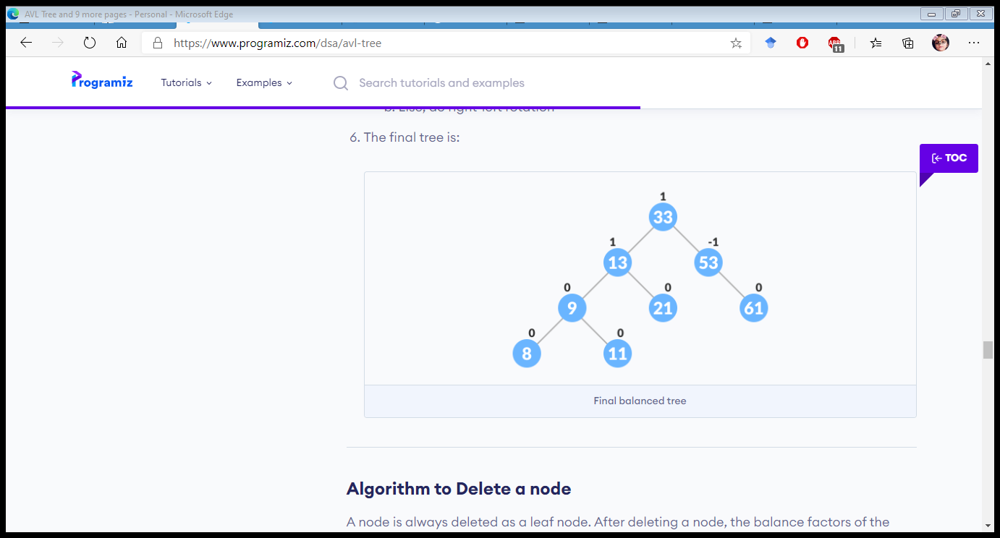 AVL Tree and 9 more pages - Personal - Microsoft Edge
https://www.programiz.com/dsa/avl-tree
11
Programiz
Tutorials
Examples
Search tutorials and examples
b. Else, do right-left rotation
6. The final tree is:
TOC
1
33
1
-1
13
53
0
0
0
9
21
61
0
0
8
11
Final balanced tree
Algorithm to Delete a node
A node is always deleted as a leaf node. After deleting a node, the balance factors of the